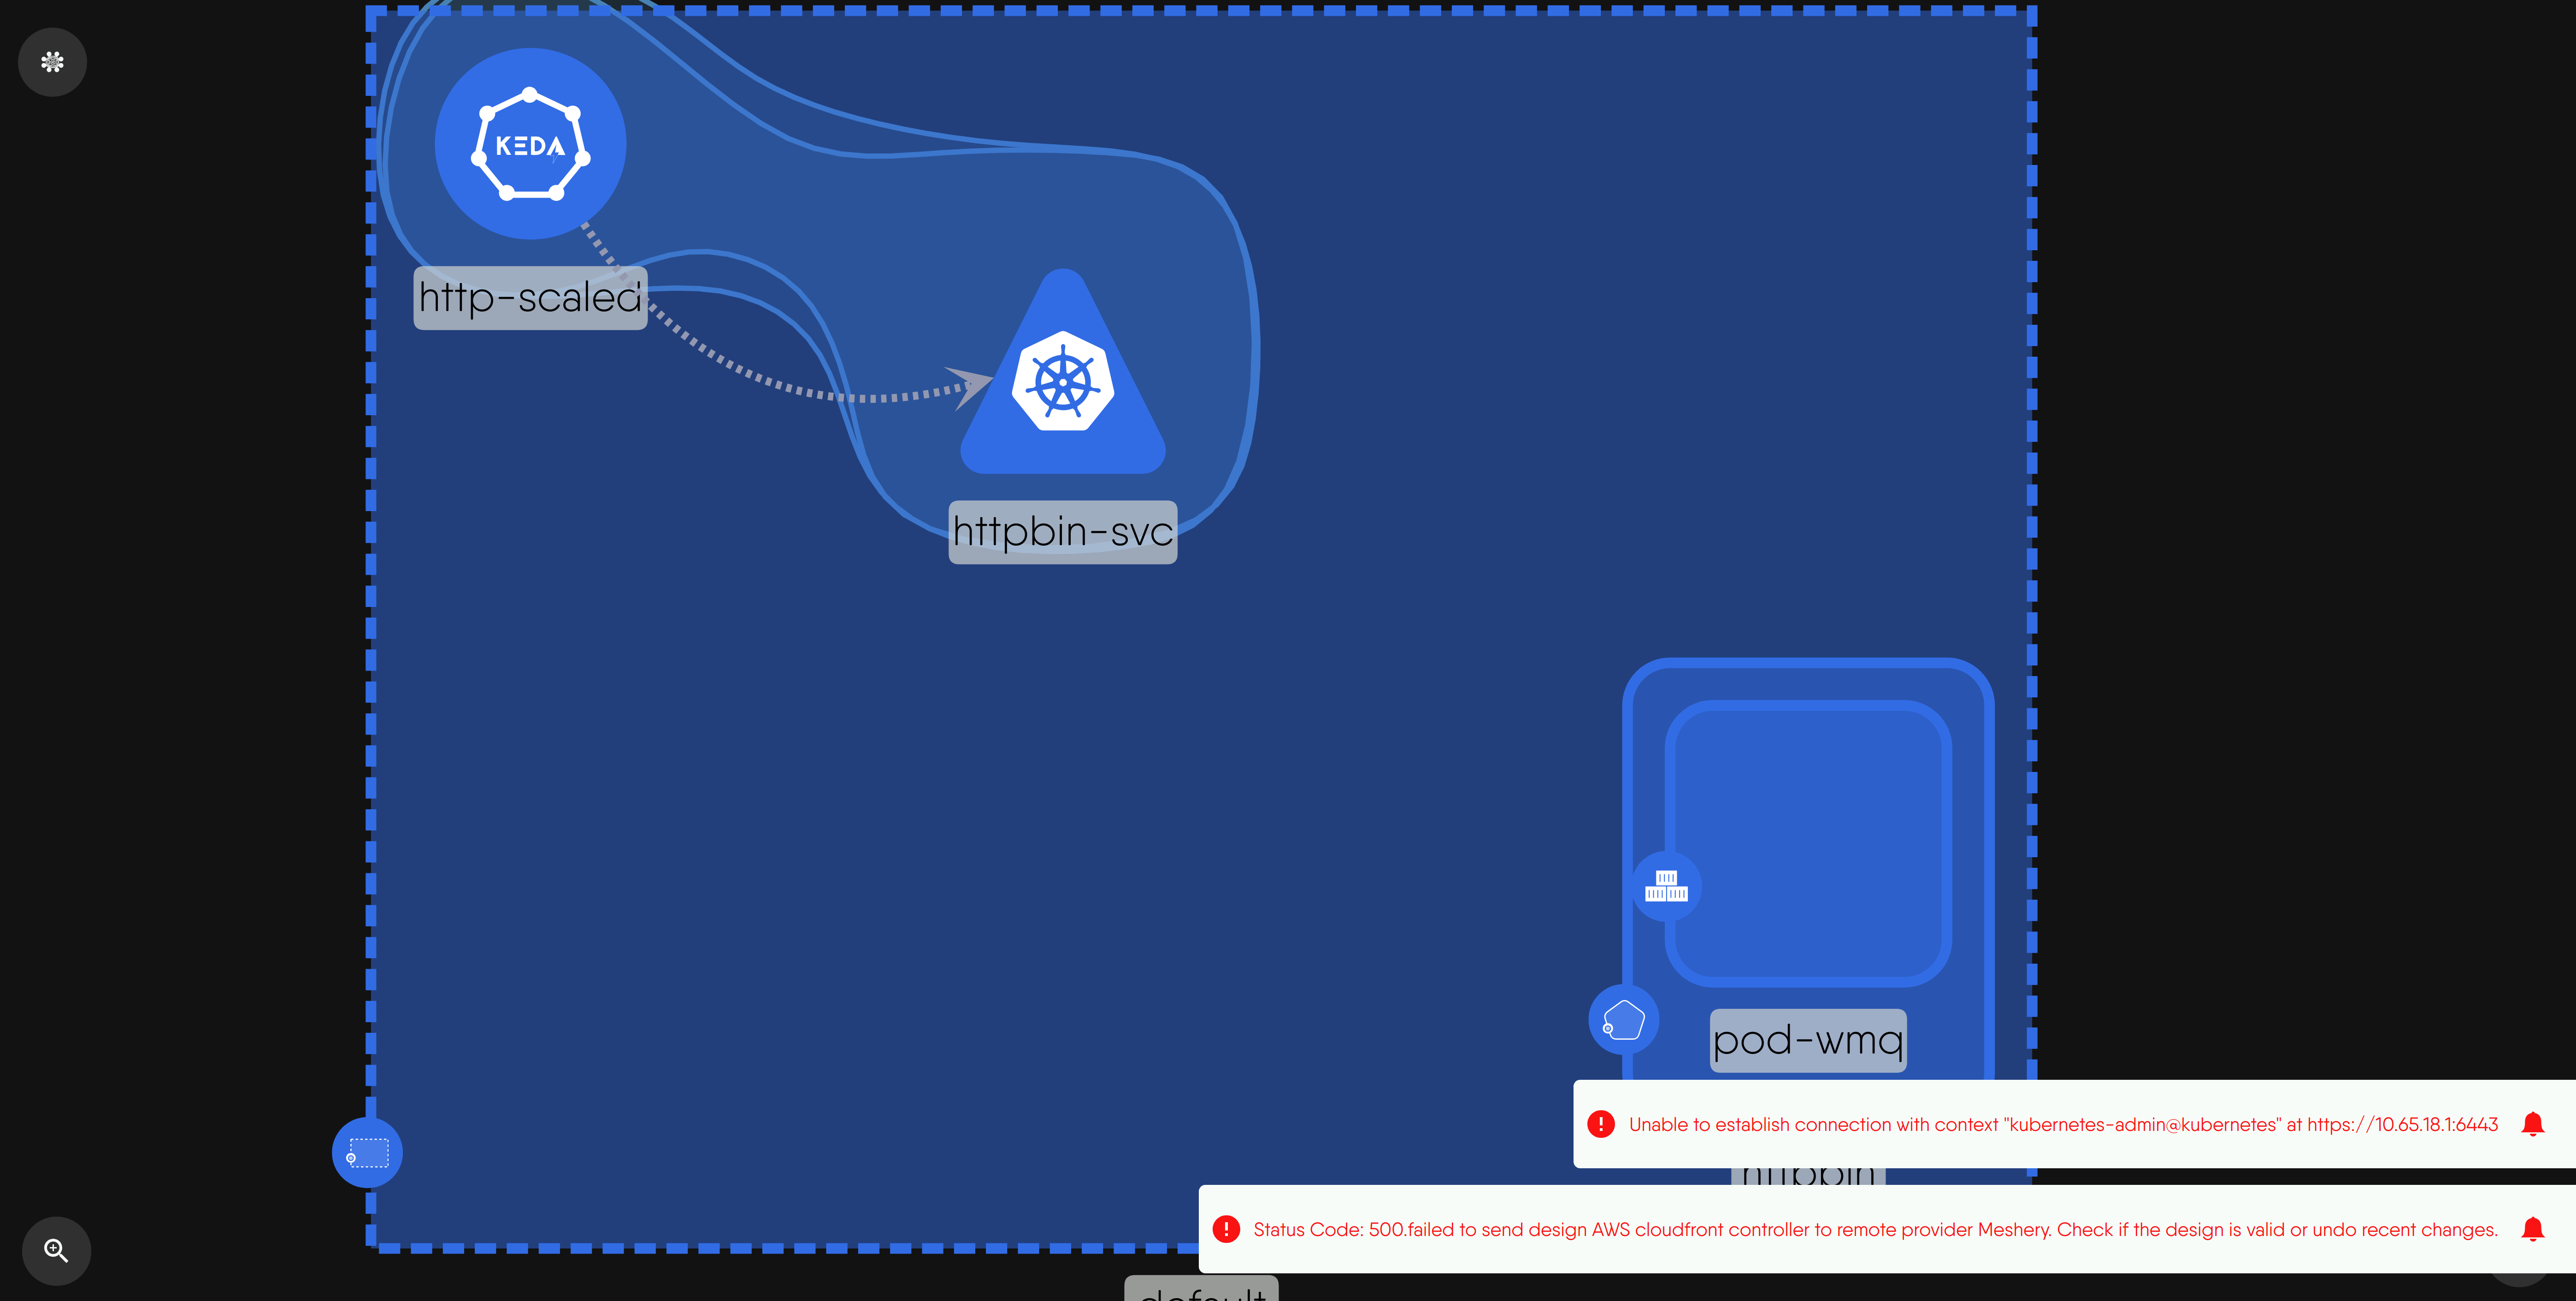 KEDA
http-scaled
httpbin-svc
pod-wmq
Unable to establish connection with context "kubernetes-admin@kubernetes" at https://10.65.18.1:6443
httpbin
Status Code: 500.failed to send design AWS cloudfront controller to remote provider Meshery. Check if the design is valid or undo recent changes.
default